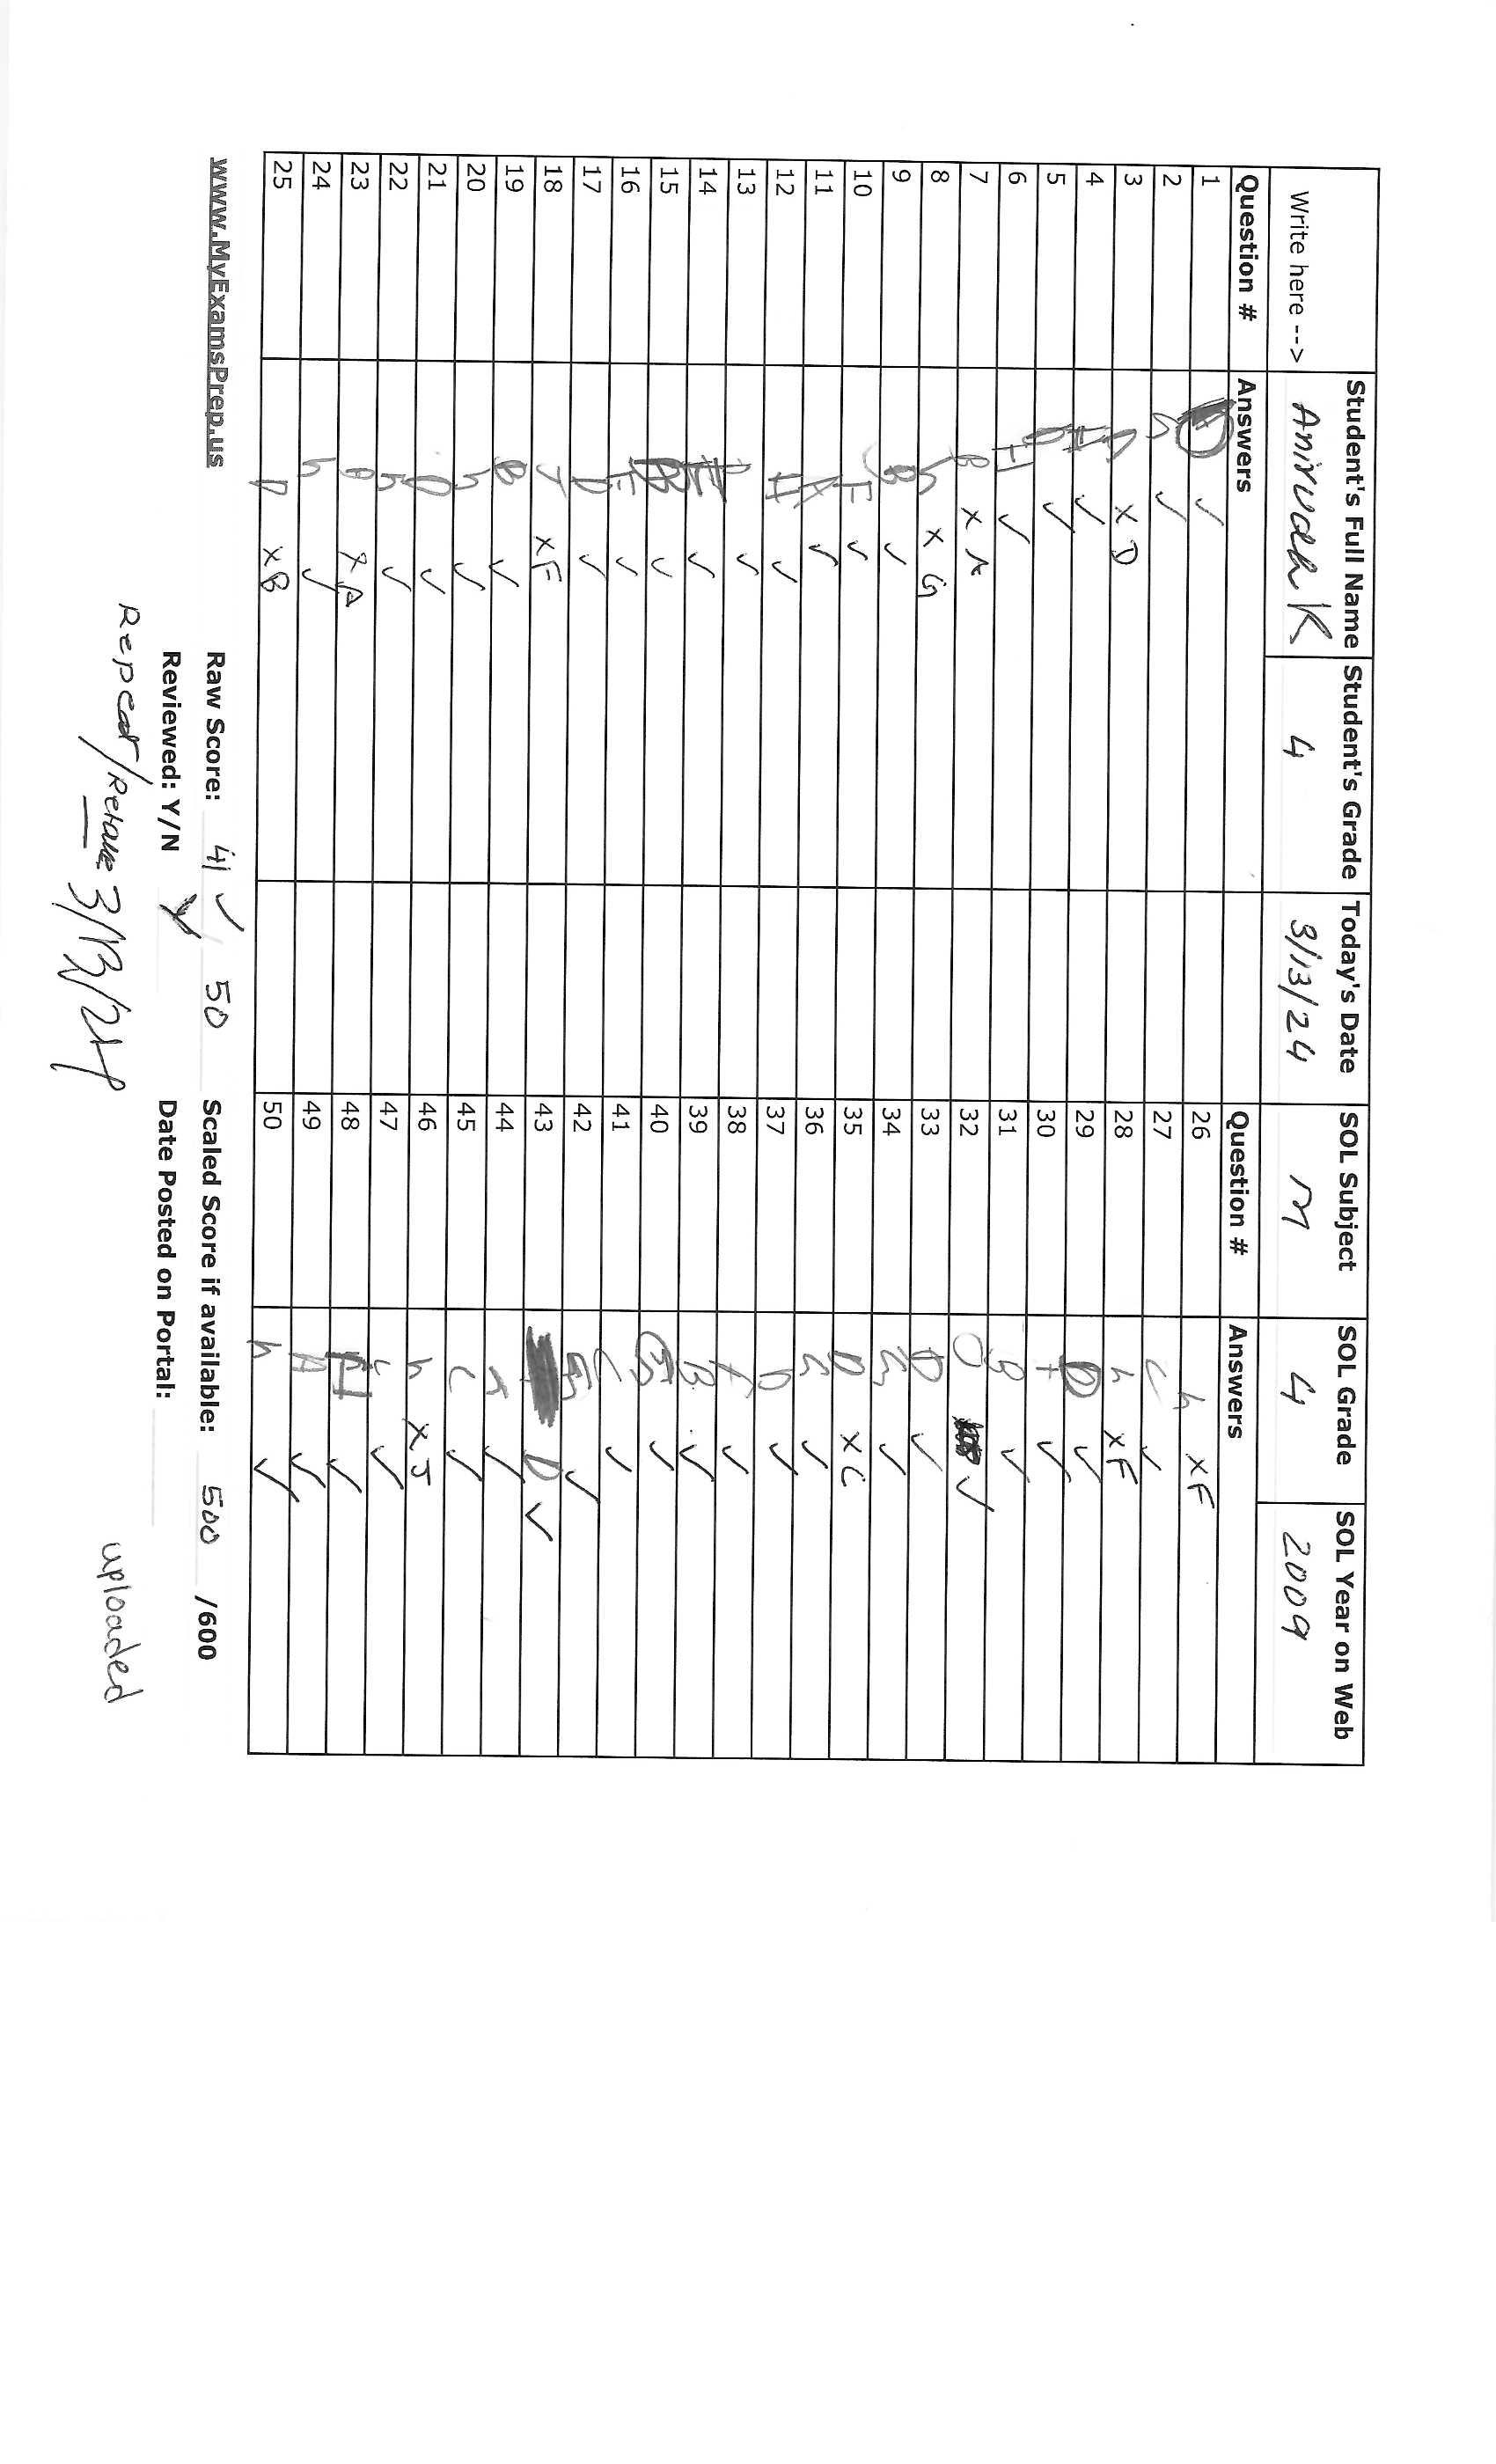 Student's Full Name Student's Grade Today's Date SOL Subject SOL Grade SOL Year on Web
Write here --> Anirudh K 4 3/13/24 M 4 2009
Question # Answers Question # Answers
1 D ✓ 26 h x F
2 h ✓ 27 C ✓
3 A x D 28 h x F
4 H ✓ 29 D ✓
5 D ✓ 30 ✓
6 H ✓ 31 B ✓
7 B x A 32 ✓
8 h x G 33 D ✓
9 B ✓ 34 G ✓
10 F ✓ 35 D x C
11 A ✓ 36 G ✓
12 H ✓ 37 D ✓
13 ✓ 38 ✓
14 ✓ 39 B ✓
15 B ✓ 40 ✓
16 F ✓ 41 C ✓
17 D ✓ 42 G ✓
18 J x F 43 D ✓
19 B ✓ 44 J ✓
20 h ✓ 45 C ✓
21 D ✓ 46 h x J
22 h ✓ 47 C ✓
23 x A 48 H ✓
24 h ✓ 49 A ✓
25 D x B 50 h ✓
www.MyExamsPrep.us Raw Score: 41 ✓ / 50 Scaled Score if available: 500 /600
Reviewed: Y/N Y Date Posted on Portal:
Repeat/Retake 3/13/24 uploaded